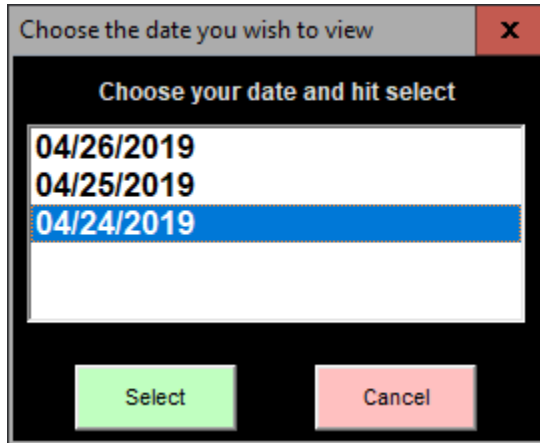 Choose the date you wish to view
x
Choose your date and hit select
04/26/2019
04/25/2019
04/24/2019
Select
Cancel